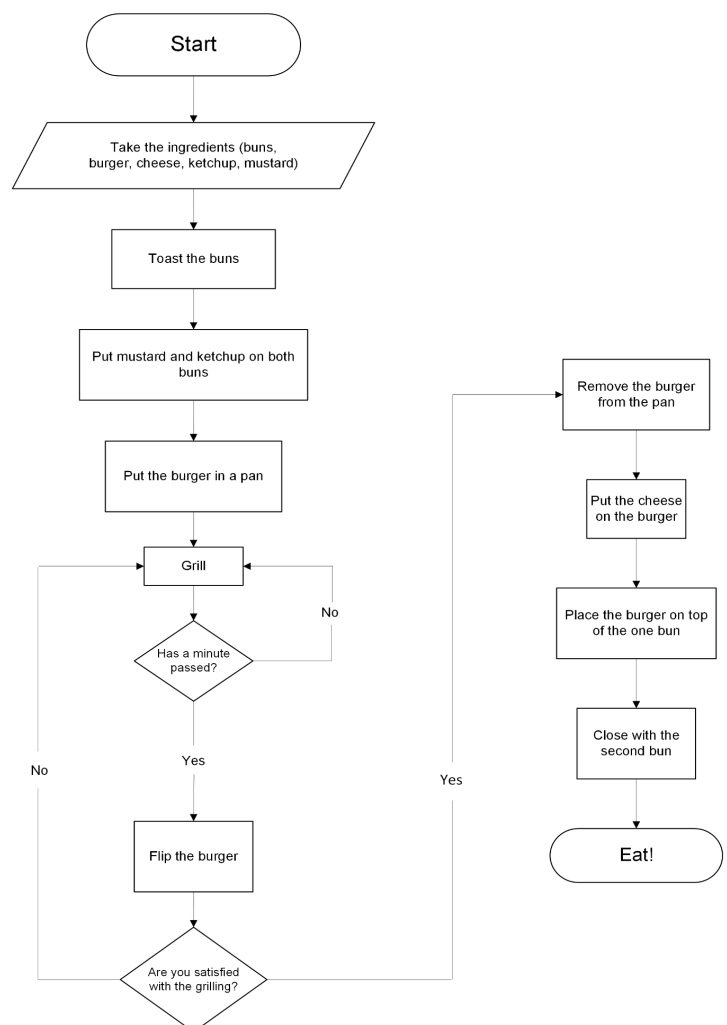 Start
Take the ingredients (buns,
burger, cheese, ketchup, mustard)
Toast the buns
Put mustard and ketchup on both
buns
Put the burger in a pan
Grill
No
Has a minute
passed?
Yes
No
Flip the burger
Are you satisfied
with the grilling?
Yes
Remove the burger
from the pan
Put the cheese
on the burger
Place the burger on top
of the one bun
Close with the
second bun
Eat!